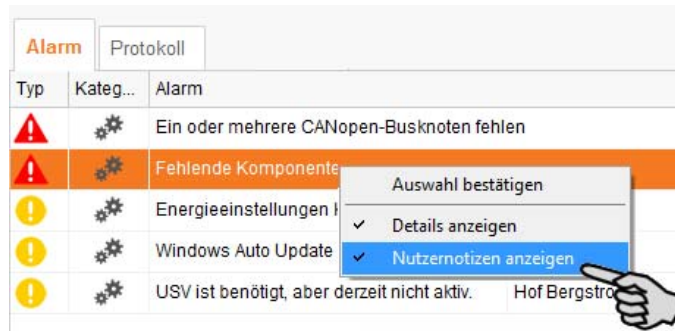 Alarm Protokoll
Typ Kateg... Alarm
Ein oder mehrere CANopen-Busknoten fehlen
Fehlende Komponente
Auswahl bestätigen
Energieeinstellungen
Details anzeigen
Windows Auto Update
Nutzernotizen anzeigen
USV ist benötigt, aber derzeit nicht aktiv. Hof